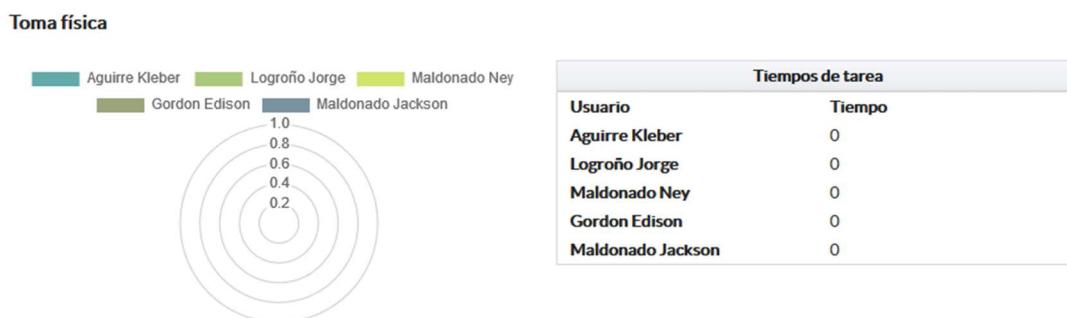 Toma física
Aguirre Kleber Logroño Jorge Maldonado Ney
Gordon Edison Maldonado Jackson
1.0
0.8
0.6
0.4
0.2
Tiempos de tarea
Usuario Tiempo
Aguirre Kleber 0
Logroño Jorge 0
Maldonado Ney 0
Gordon Edison 0
Maldonado Jackson 0